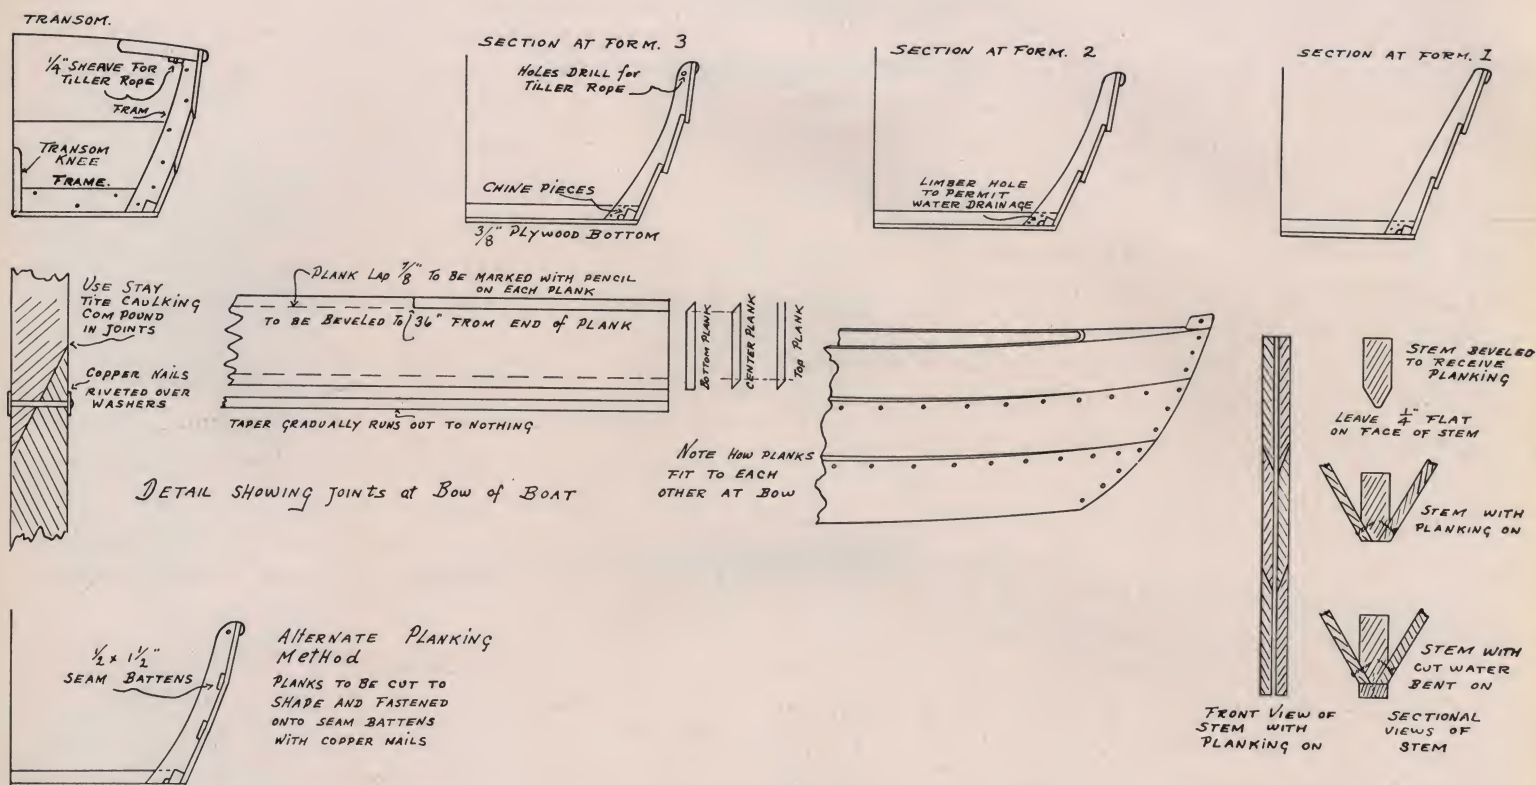 TRANSOM.
1/4" SHEAVE FOR
TILLER ROPE
FRAM
TRANSOM
KNEE
FRAME.
SECTION AT FORM. 3
HOLES DRILL for
TILLER ROPE
CHINE PIECES
3/8" PLYWOOD BOTTOM
SECTION AT FORM. 2
LIMBER HOLE
TO PERMIT
WATER DRAINAGE
SECTION AT FORM. I
USE STAY
TITE CAULKING
COMPOUND
IN JOINTS
COPPER NAILS
RIVETED OVER
WASHERS
PLANK LAP 7/8" TO BE MARKED WITH PENCIL
ON EACH PLANK
TO BE BEVELED TO 36" FROM END of PLANK
TAPER GRADUALLY RUNS OUT TO NOTHING
DETAIL SHOWING JOINTS at BOW of BOAT
BOTTOM PLANK
CENTER PLANK
TOP PLANK
NOTE HOW PLANKS
FIT TO EACH
OTHER AT BOW
STEM BEVELED
TO RECEIVE
PLANKING
LEAVE 1/4" FLAT
ON FACE OF STEM
STEM WITH
PLANKING ON
STEM WITH
CUT WATER
BENT ON
FRONT VIEW OF
STEM WITH
PLANKING ON
SECTIONAL
VIEWS OF
STEM
1/2 x 1 1/2"
SEAM BATTENS
AlTERNATE PLANKING
MetHod
PLANKS TO BE CUT TO
SHAPE AND FASTENED
ONTO SEAM BATTENS
WITH COPPER NAILS